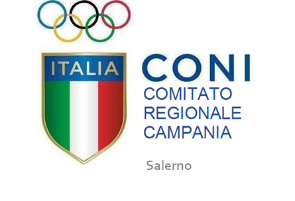 ITALIA
CONI
COMITATO
REGIONALE
CAMPANIA
Salerno